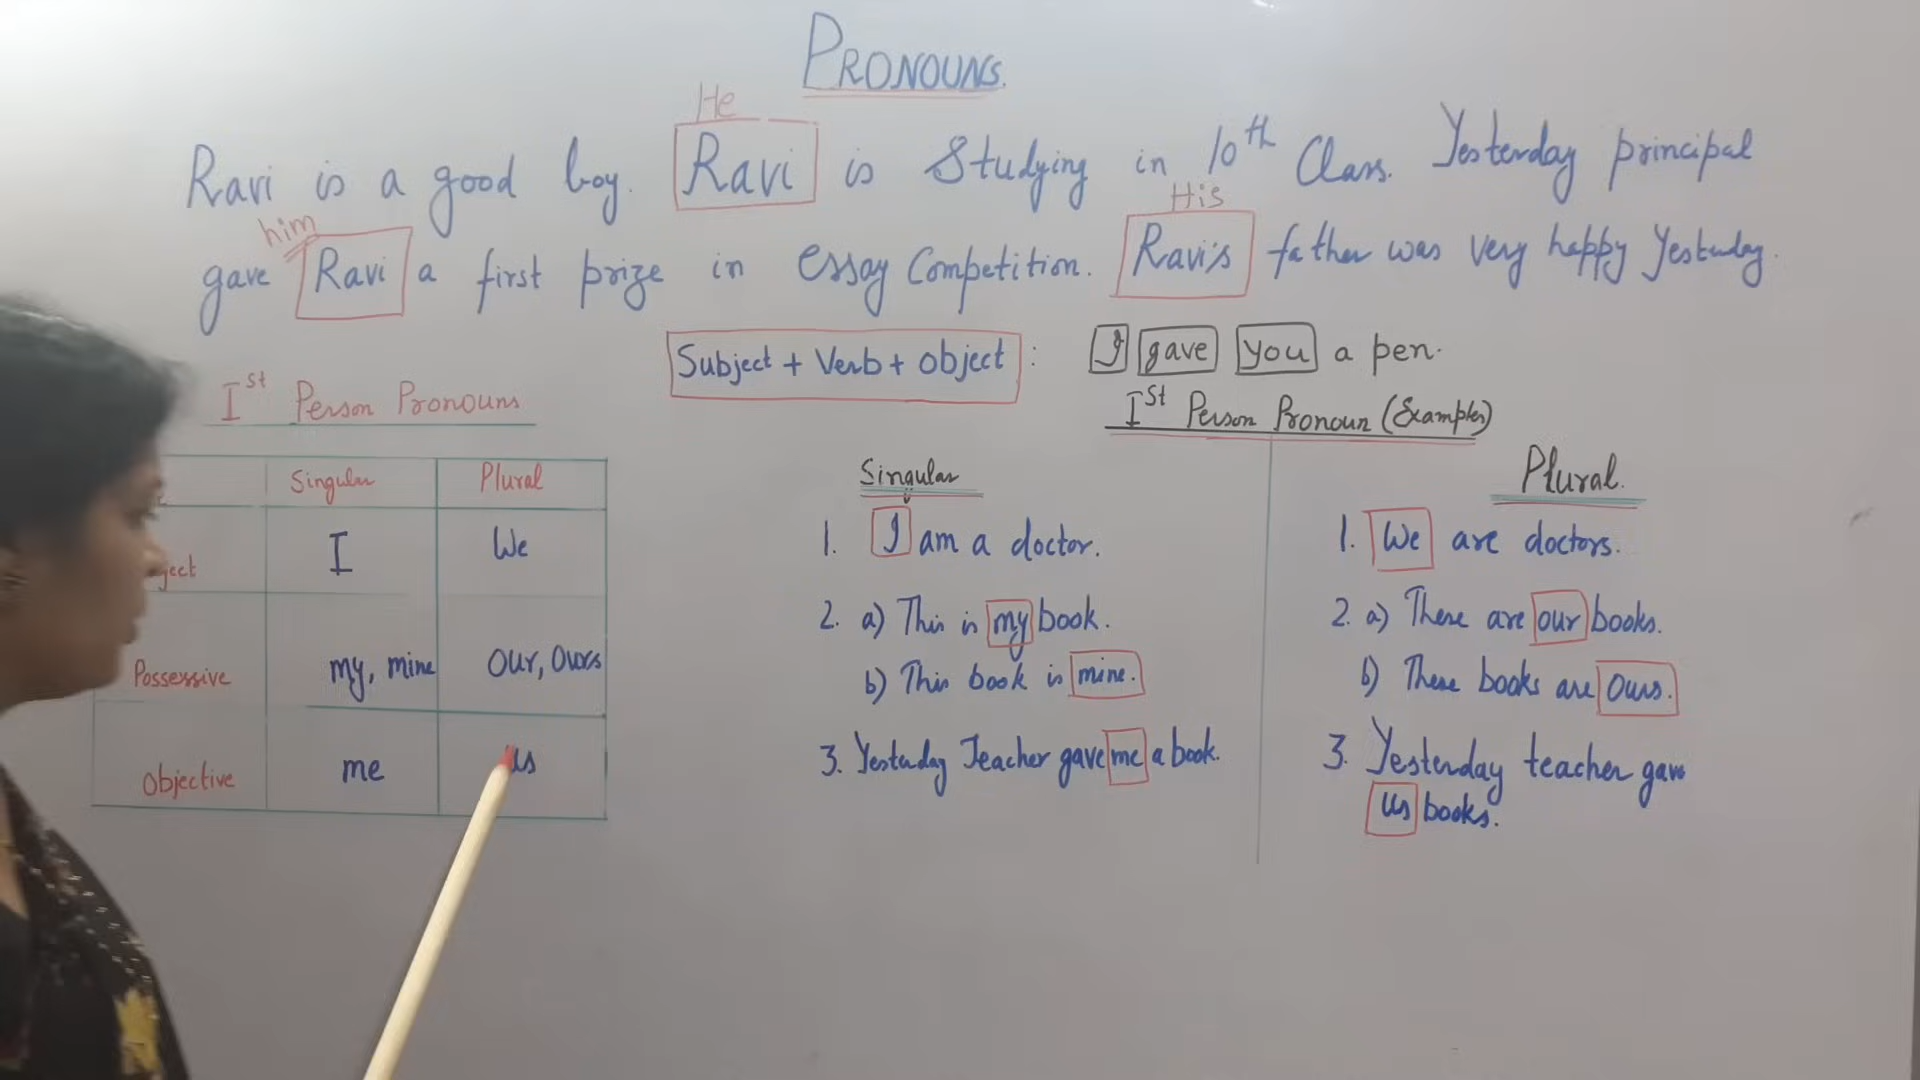 PRONOUNS.
He
Ravi is a good boy. Ravi is Studying in 10th Class. Yesterday principal
him His
gave Ravi a first prize in essay Competition. Ravi's father was very happy Yesterday.
Subject + Verb + object : I gave you a pen.
Ist Person Pronouns
Ist Person Pronoun (Examples)
Singular Plural
I We
ject
Possessive my, mine Our, Ours
Objective me us
Singular
1. I am a doctor.
2. a) This is my book.
b) This book is mine.
3. Yesterday Teacher gave me a book.
Plural.
1. We are doctors.
2. a) These are our books.
b) These books are Ours.
3. Yesterday teacher gave
us books.